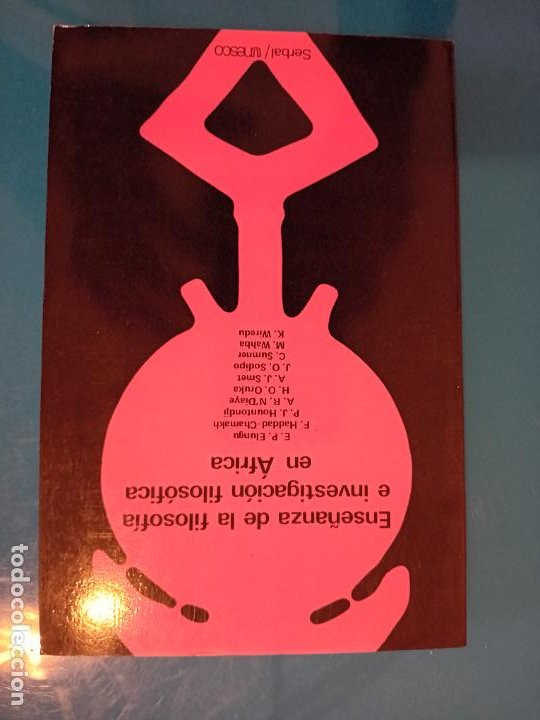 Enseñanza de la filosofía
e investigación filosófica
en África
E. P. Elungu
F. Haddad-Chamakh
P. J. Hountondji
A. R. N'Diaye
H. O. Oruka
A. J. Smet
J. O. Sodipo
C. Sumner
M. Wahba
K. Wiredu
Serbal/unesco
todocoleccion